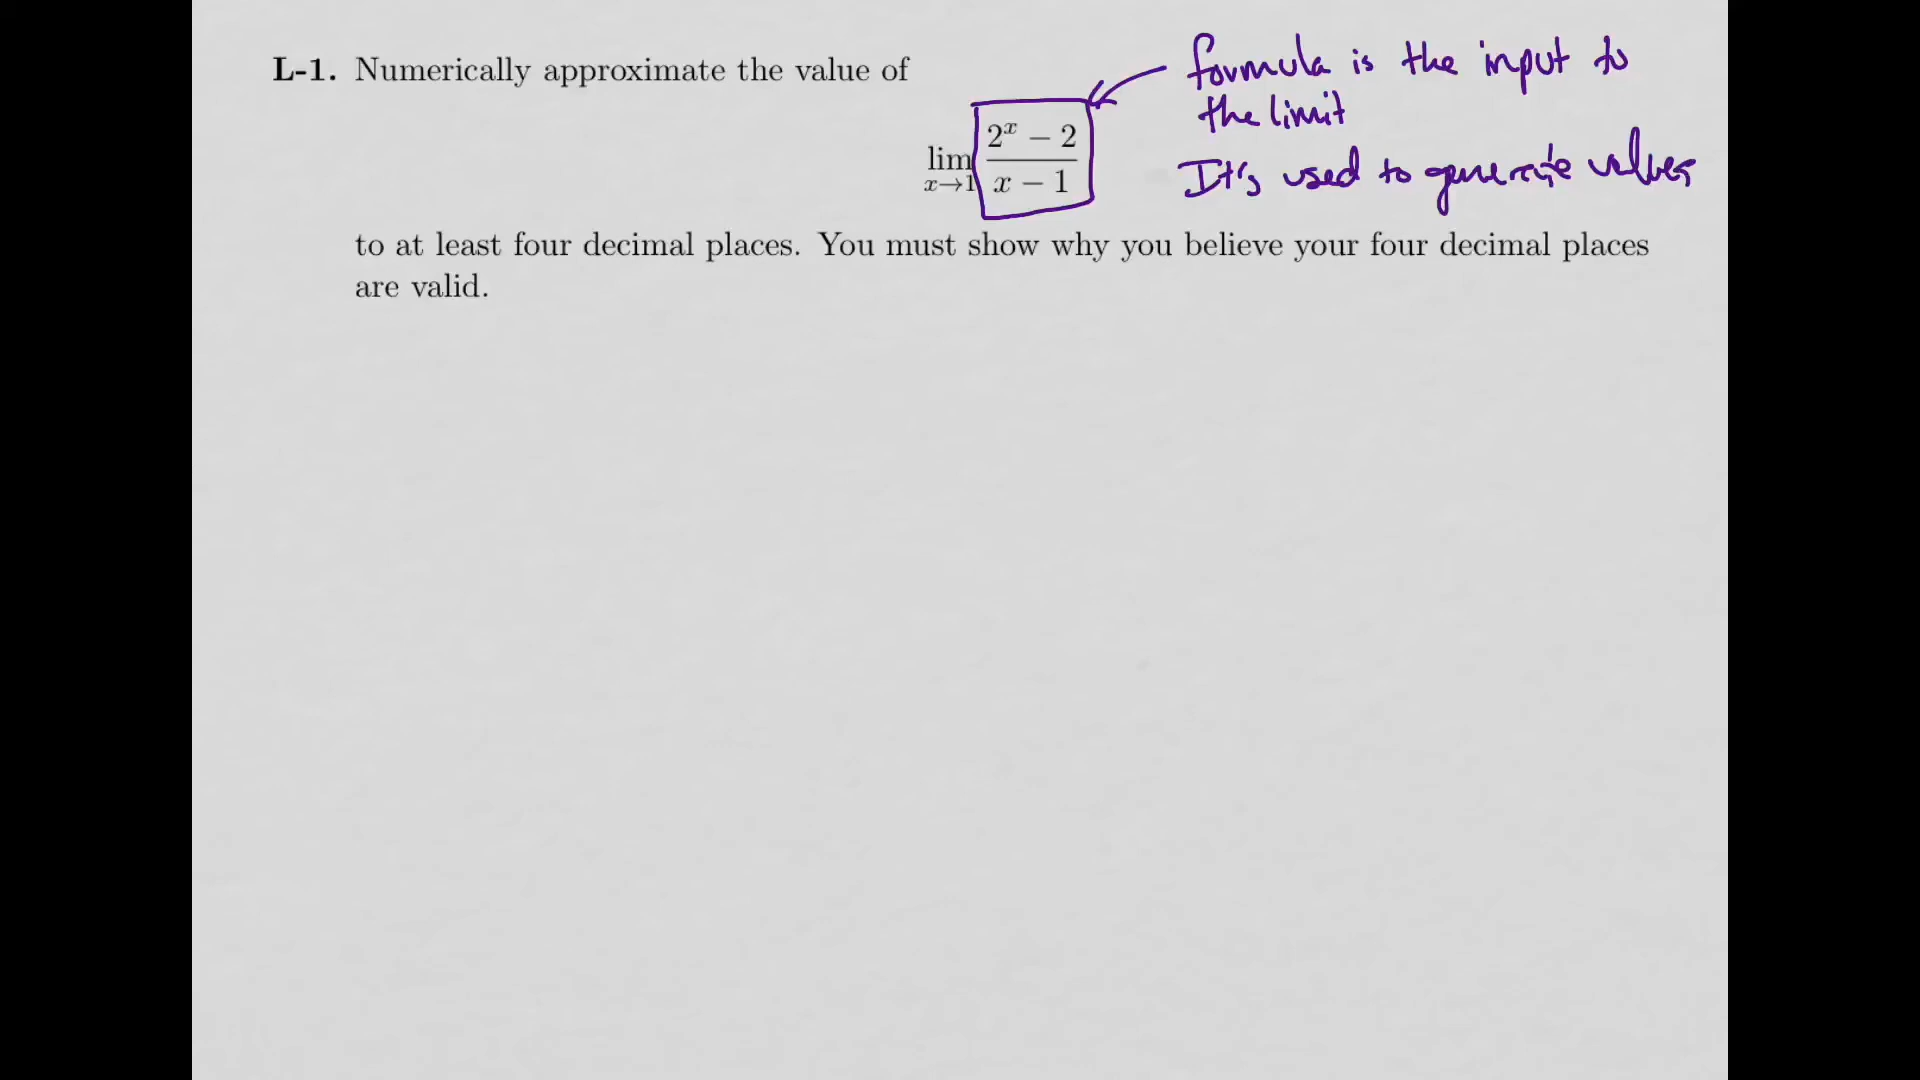 L-1. Numerically approximate the value of
formula is the input to
the limit
lim x→1 (2^x − 2)/(x − 1)
It's used to generate values
to at least four decimal places. You must show why you believe your four decimal places
are valid.